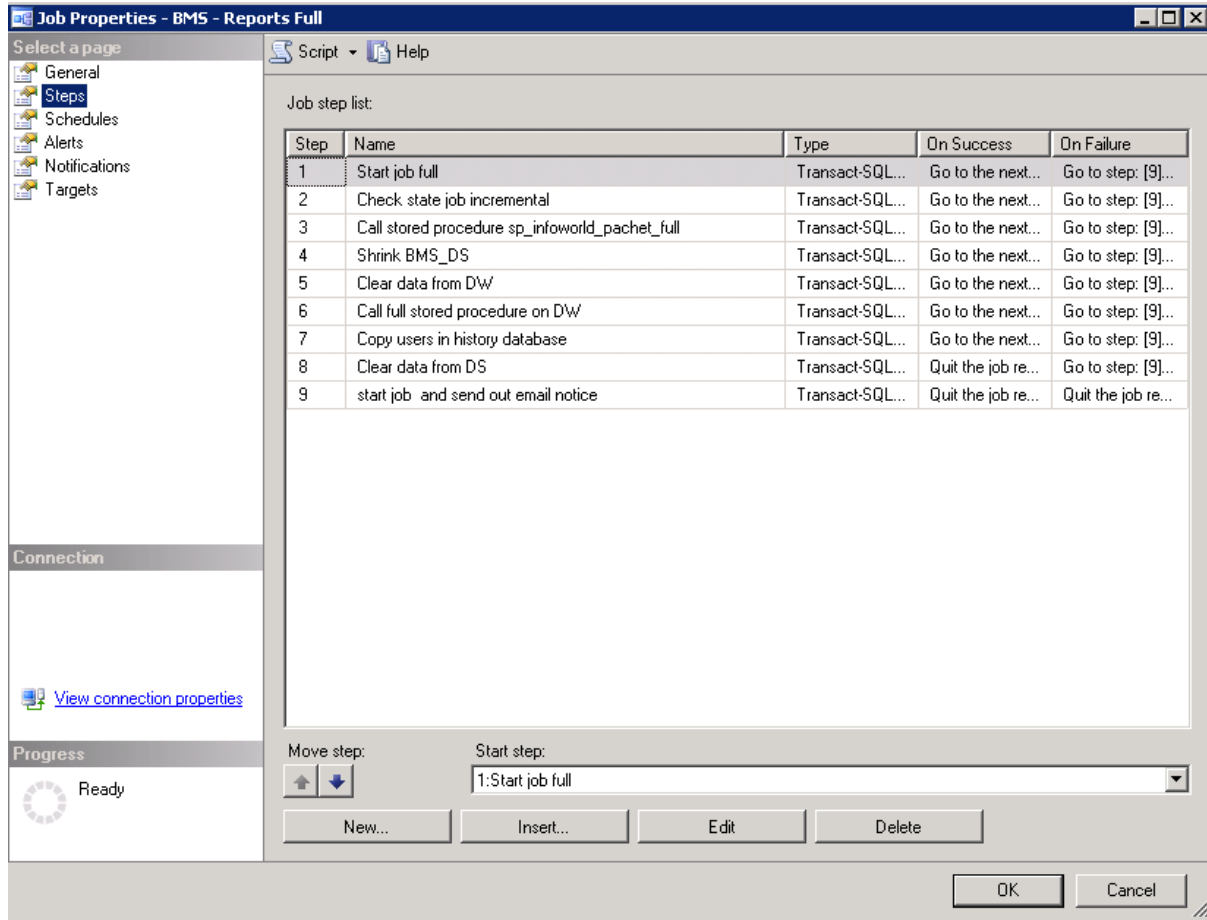 Job Properties - BMS - Reports Full
Select a page
General
Steps
Schedules
Alerts
Notifications
Targets
Script
Help
Job step list:
Step Name Type On Success On Failure
1 Start job full Transact-SQL... Go to the next... Go to step: [9]...
2 Check state job incremental Transact-SQL... Go to the next... Go to step: [9]...
3 Call stored procedure sp_infoworld_pachet_full Transact-SQL... Go to the next... Go to step: [9]...
4 Shrink BMS_DS Transact-SQL... Go to the next... Go to step: [9]...
5 Clear data from DW Transact-SQL... Go to the next... Go to step: [9]...
6 Call full stored procedure on DW Transact-SQL... Go to the next... Go to step: [9]...
7 Copy users in history database Transact-SQL... Go to the next... Go to step: [9]...
8 Clear data from DS Transact-SQL... Quit the job re... Go to step: [9]...
9 start job  and send out email notice Transact-SQL... Quit the job re... Quit the job re...
Connection
View connection properties
Progress
Ready
Move step:
Start step:
1:Start job full
New... Insert... Edit Delete
OK Cancel